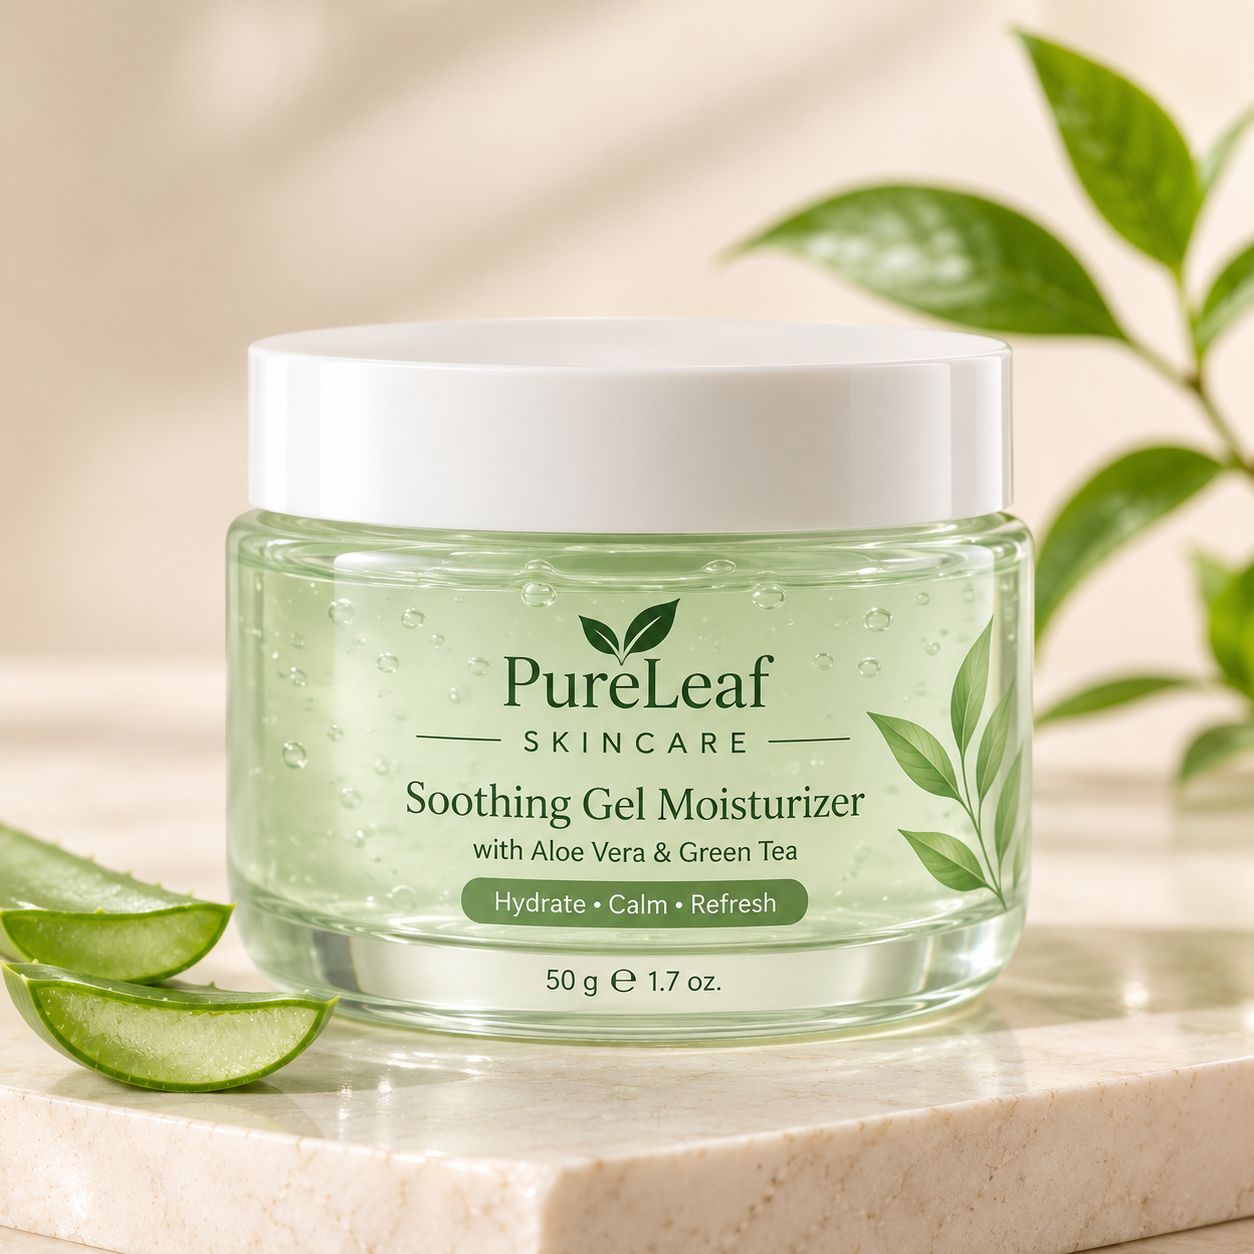 PureLeaf
SKINCARE
Soothing Gel Moisturizer
with Aloe Vera & Green Tea
Hydrate • Calm • Refresh
50 g ℮ 1.7 oz.